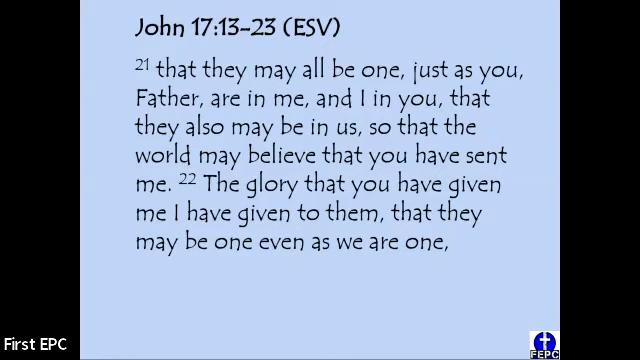 John 17:13-23 (ESV)
21 that they may all be one, just as you,
Father, are in me, and I in you, that
they also may be in us, so that the
world may believe that you have sent
me. 22 The glory that you have given
me I have given to them, that they
may be one even as we are one,
First EPC
FEPC